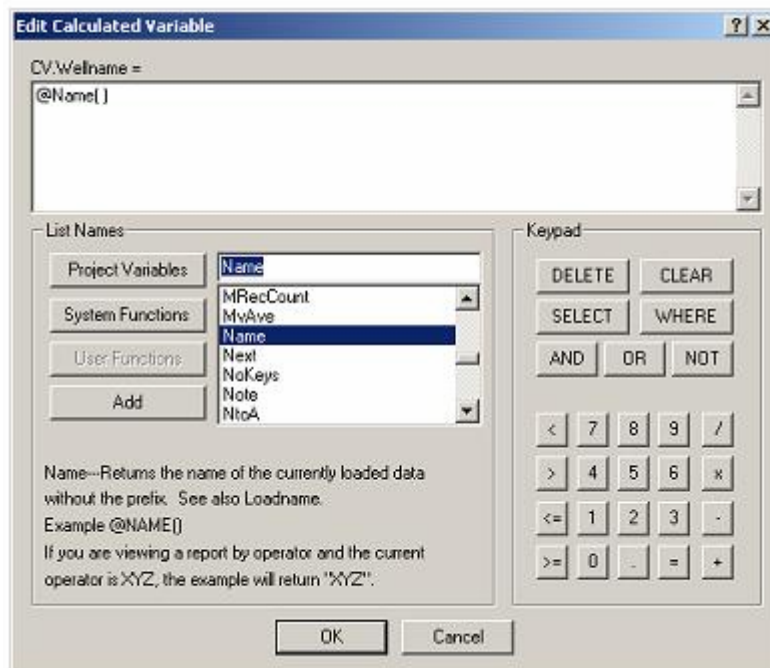 Edit Calculated Variable
? X
CV.Wellname =
@Name( )
List Names
Project Variables
System Functions
User Functions
Add
Name
MRecCount
MvAve
Name
Next
NoKeys
Note
NtoA
Name---Returns the name of the currently loaded data
without the prefix. See also Loadname.
Example @NAME()
If you are viewing a report by operator and the current
operator is XYZ, the example will return "XYZ".
Keypad
DELETE CLEAR
SELECT WHERE
AND OR NOT
< 7 8 9 /
> 4 5 6 x
<= 1 2 3 -
>= 0 . = +
OK Cancel